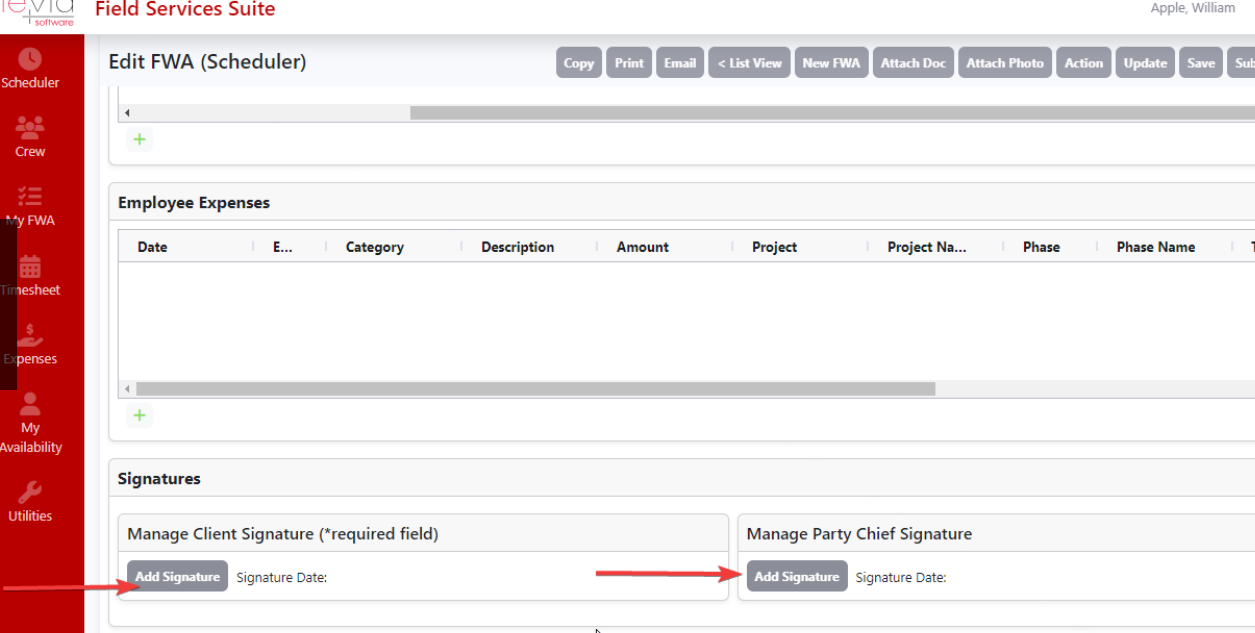 software
Field Services Suite
Apple, William
Scheduler
Crew
My FWA
Timesheet
Expenses
My
Availability
Utilities
Edit FWA (Scheduler)
Copy
Print
Email
< List View
New FWA
Attach Doc
Attach Photo
Action
Update
Save
Employee Expenses
Date
E...
Category
Description
Amount
Project
Project Na...
Phase
Phase Name
Signatures
Manage Client Signature (*required field)
Add Signature
Signature Date:
Manage Party Chief Signature
Add Signature
Signature Date: